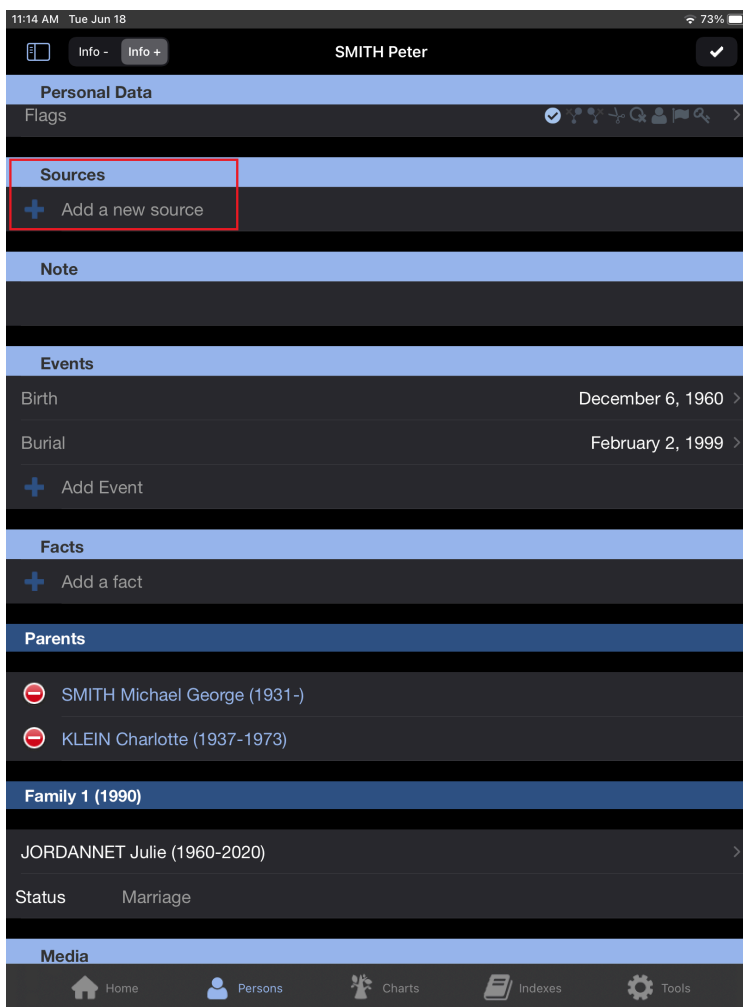 11:14 AM Tue Jun 18 73%
Info - Info + SMITH Peter
Personal Data
Flags
Sources
Add a new source
Note
Events
Birth December 6, 1960
Burial February 2, 1999
Add Event
Facts
Add a fact
Parents
SMITH Michael George (1931-)
KLEIN Charlotte (1937-1973)
Family 1 (1990)
JORDANNET Julie (1960-2020)
Status Marriage
Media
Home Persons Charts Indexes Tools